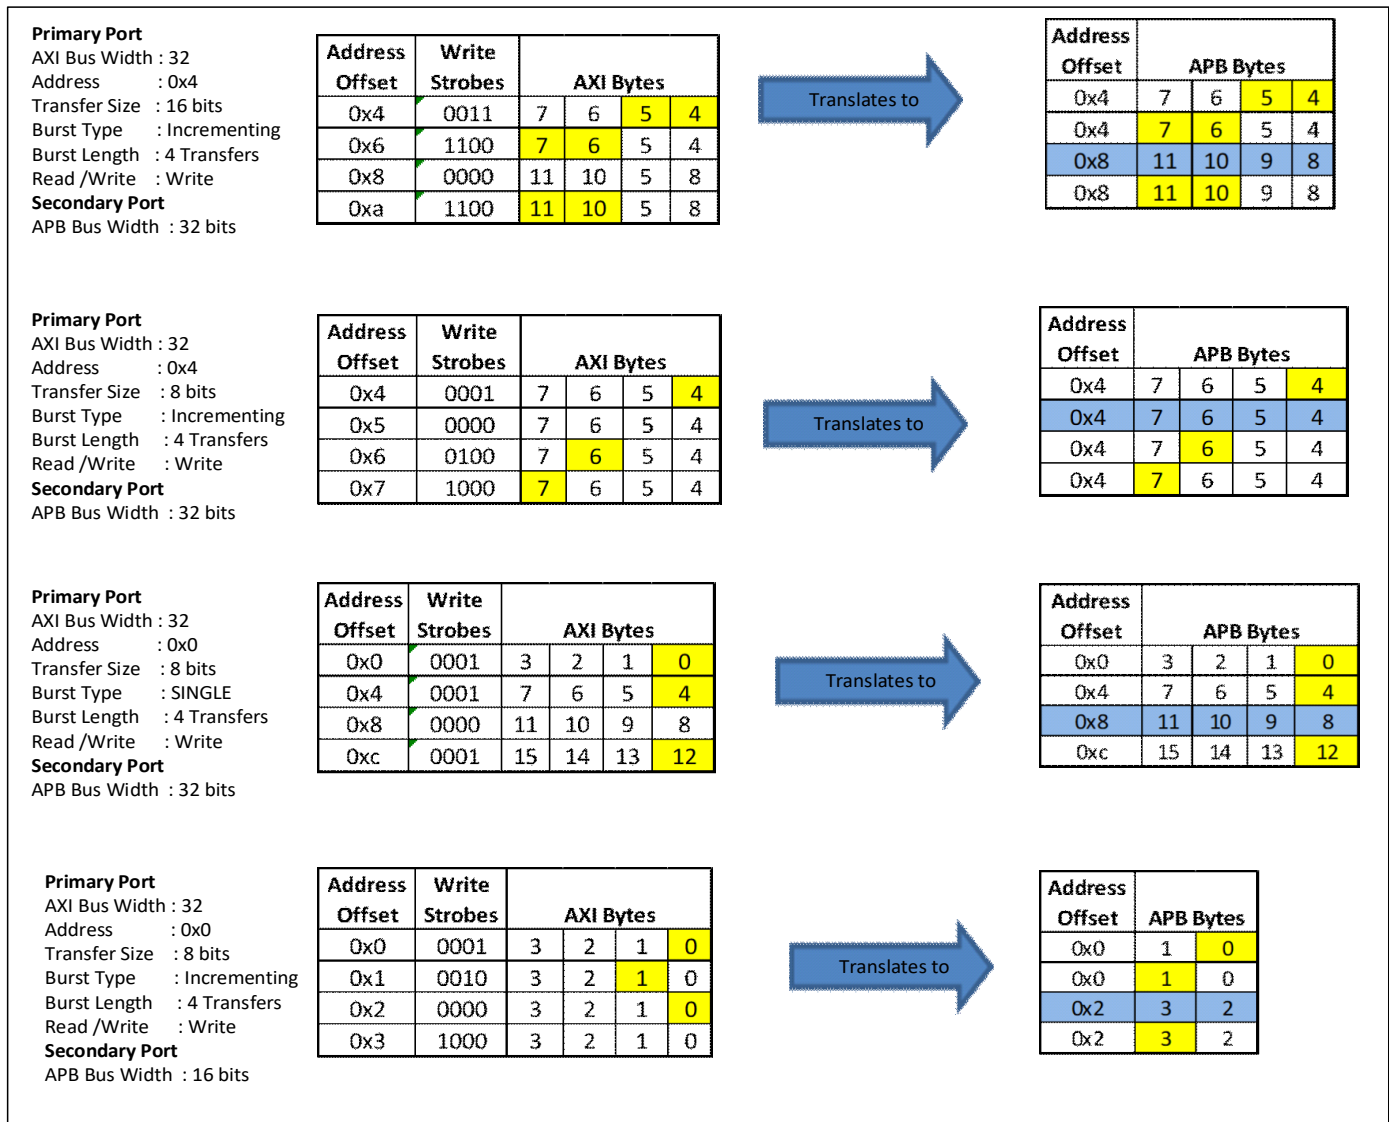 Primary Port
AXI Bus Width : 32
Address : 0x4
Transfer Size : 16 bits
Burst Type : Incrementing
Burst Length : 4 Transfers
Read /Write : Write
Secondary Port
APB Bus Width : 32 bits
Address Write
Offset Strobes AXI Bytes
0x4 0011 7 6 5 4
0x6 1100 7 6 5 4
0x8 0000 11 10 5 8
0xa 1100 11 10 5 8
Translates to
Address
Offset APB Bytes
0x4 7 6 5 4
0x4 7 6 5 4
0x8 11 10 9 8
0x8 11 10 9 8
Primary Port
AXI Bus Width : 32
Address : 0x4
Transfer Size : 8 bits
Burst Type : Incrementing
Burst Length : 4 Transfers
Read /Write : Write
Secondary Port
APB Bus Width : 32 bits
Address Write
Offset Strobes AXI Bytes
0x4 0001 7 6 5 4
0x5 0000 7 6 5 4
0x6 0100 7 6 5 4
0x7 1000 7 6 5 4
Translates to
Address
Offset APB Bytes
0x4 7 6 5 4
0x4 7 6 5 4
0x4 7 6 5 4
0x4 7 6 5 4
Primary Port
AXI Bus Width : 32
Address : 0x0
Transfer Size : 8 bits
Burst Type : SINGLE
Burst Length : 4 Transfers
Read /Write : Write
Secondary Port
APB Bus Width : 32 bits
Address Write
Offset Strobes AXI Bytes
0x0 0001 3 2 1 0
0x4 0001 7 6 5 4
0x8 0000 11 10 9 8
0xc 0001 15 14 13 12
Translates to
Address
Offset APB Bytes
0x0 3 2 1 0
0x4 7 6 5 4
0x8 11 10 9 8
0xc 15 14 13 12
Primary Port
AXI Bus Width : 32
Address : 0x0
Transfer Size : 8 bits
Burst Type : Incrementing
Burst Length : 4 Transfers
Read /Write : Write
Secondary Port
APB Bus Width : 16 bits
Address Write
Offset Strobes AXI Bytes
0x0 0001 3 2 1 0
0x1 0010 3 2 1 0
0x2 0000 3 2 1 0
0x3 1000 3 2 1 0
Translates to
Address
Offset APB Bytes
0x0 1 0
0x0 1 0
0x2 3 2
0x2 3 2